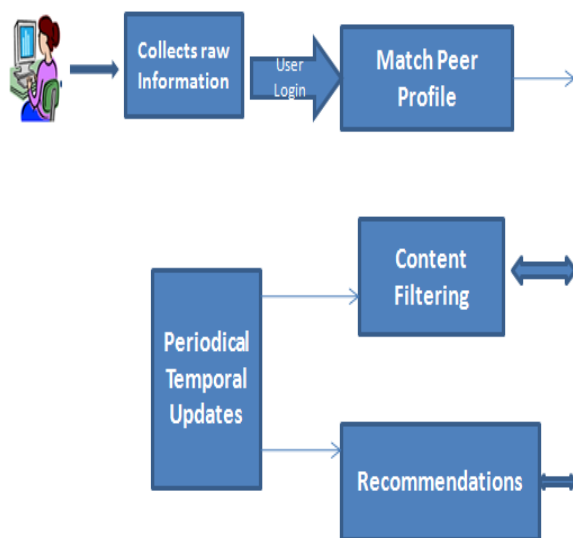 Collects raw
Information
User
Login
Match Peer
Profile
Content
Filtering
Periodical
Temporal
Updates
Recommendations